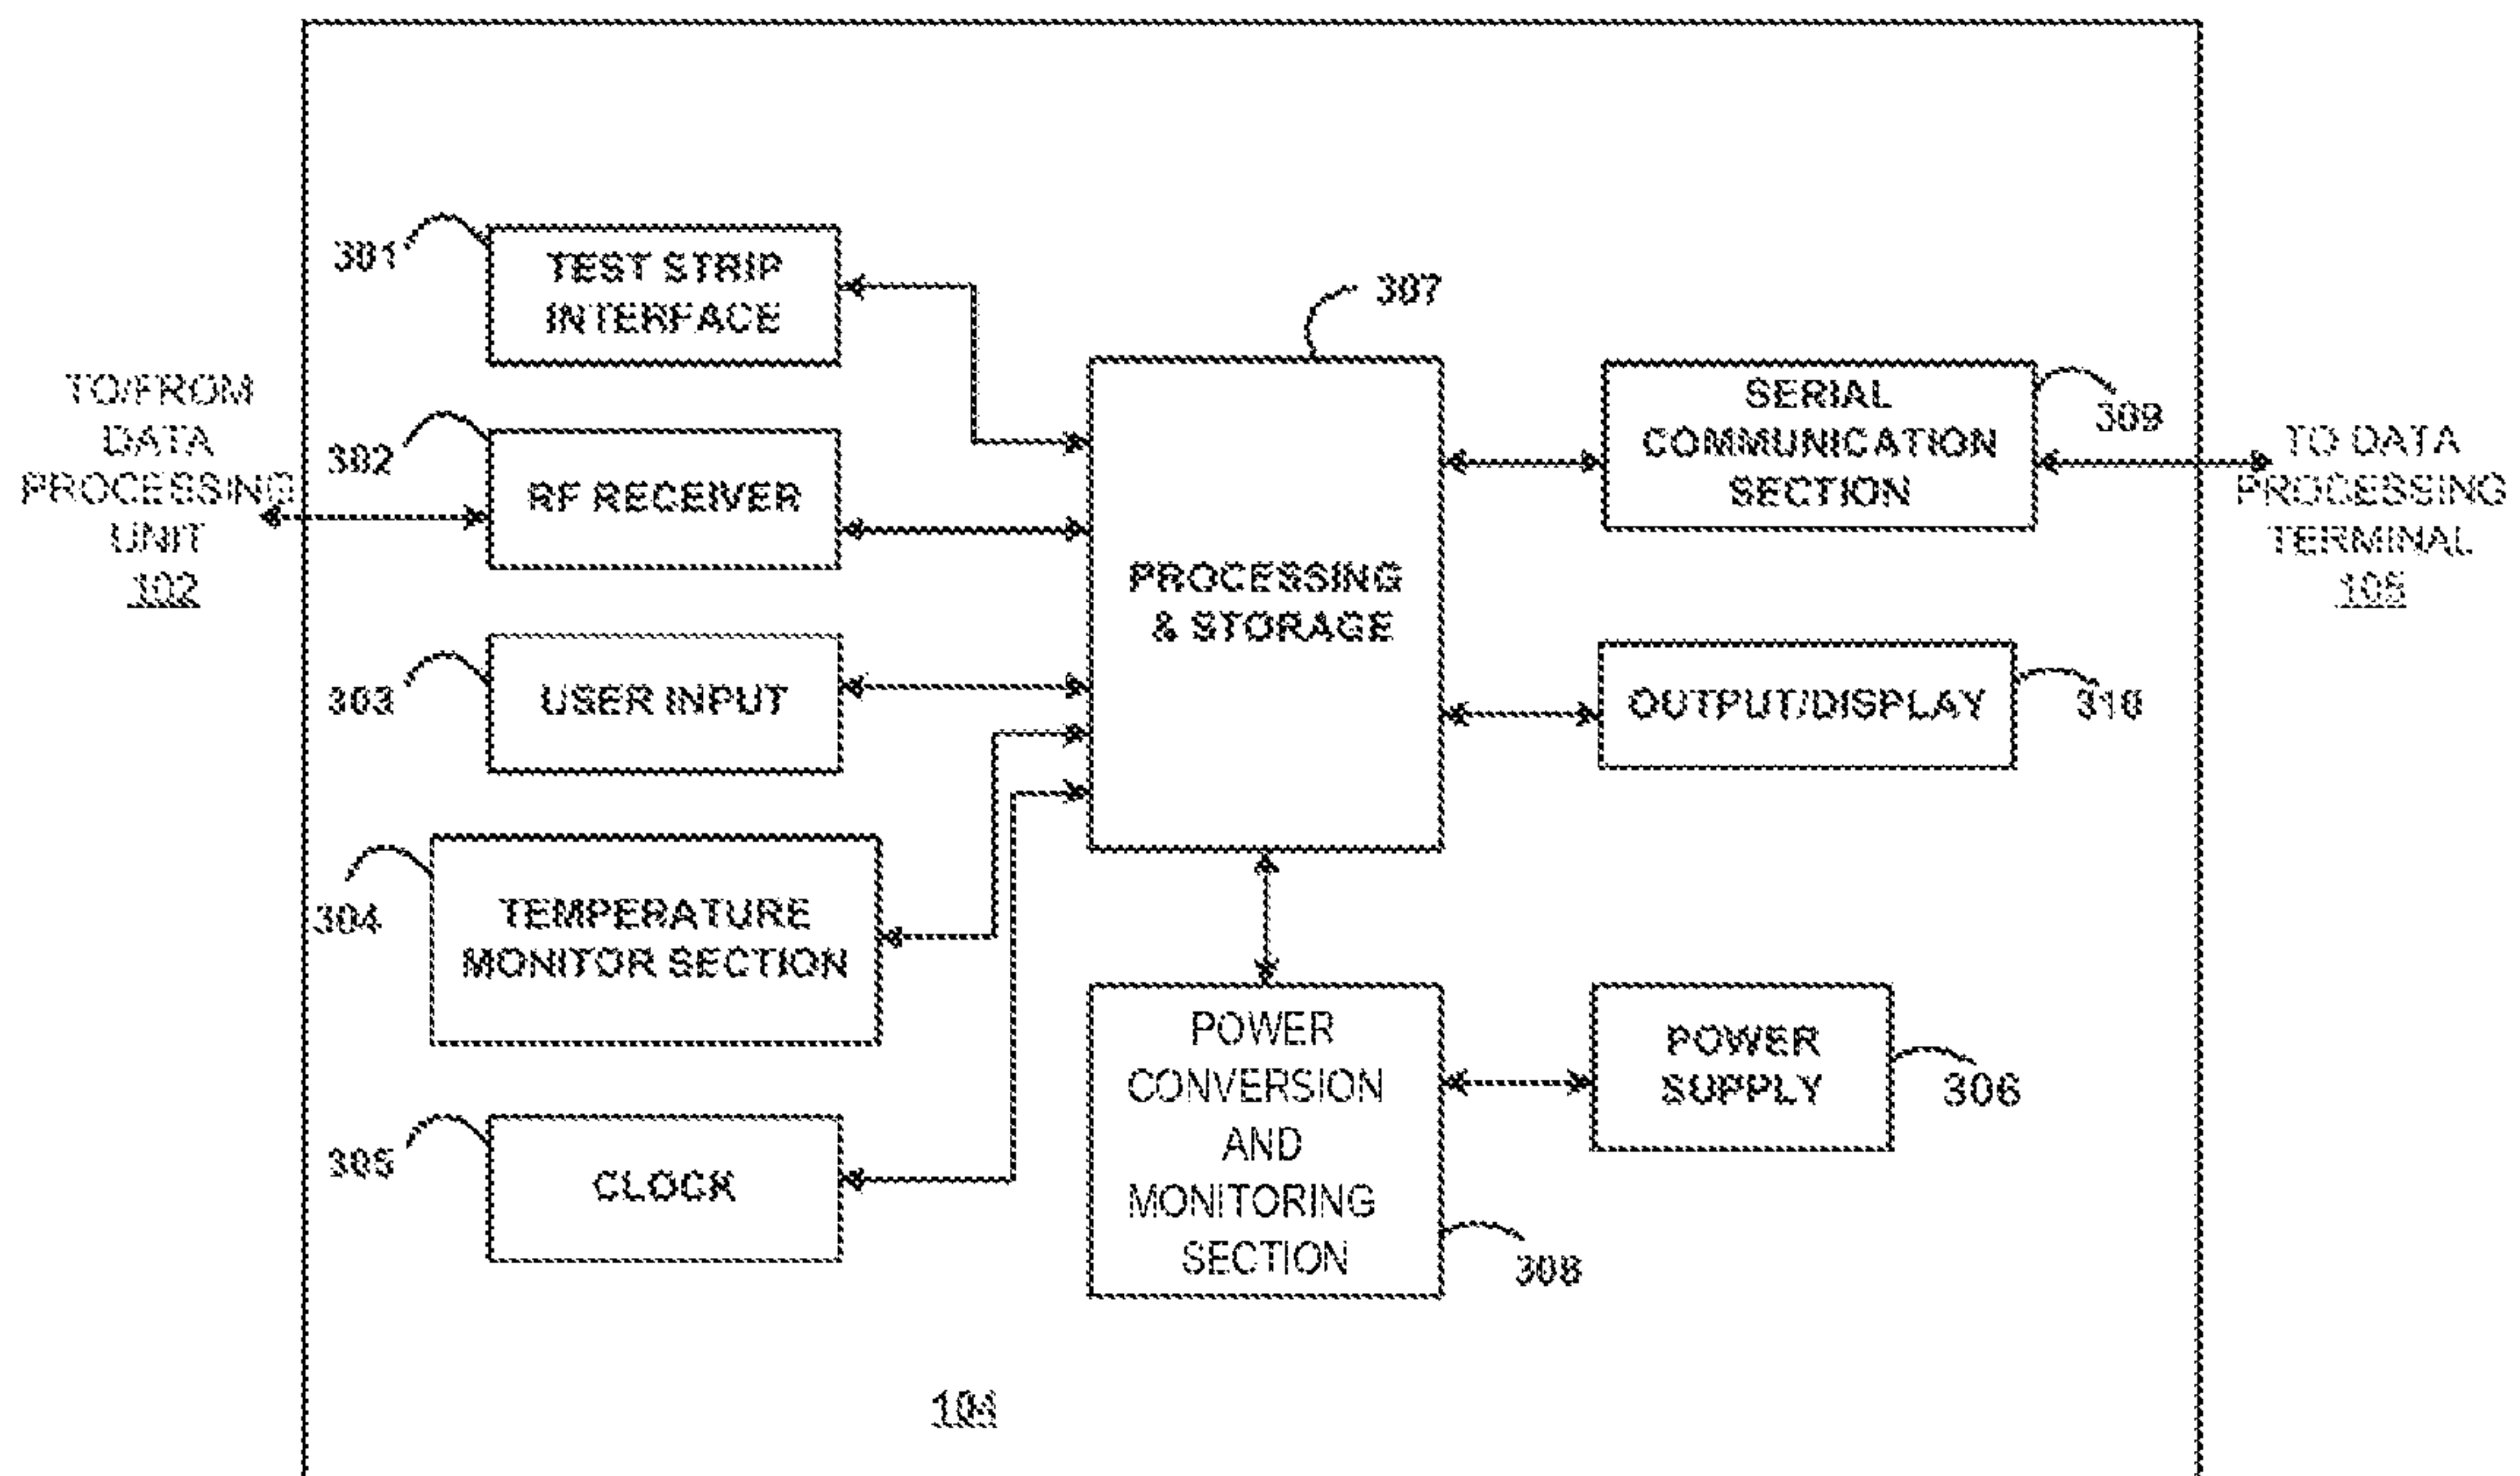 301
TEST STRIP
INTERFACE
307
TO/FROM
DATA
PROCESSING
UNIT
102
302
RF RECEIVER
PROCESSING
& STORAGE
SERIAL
COMMUNICATION
SECTION
309
TO DATA
PROCESSING
TERMINAL
105
303
USER INPUT
OUTPUT/DISPLAY
310
304
TEMPERATURE
MONITOR SECTION
POWER
CONVERSION
AND
MONITORING
SECTION
308
POWER
SUPPLY
306
305
CLOCK
104